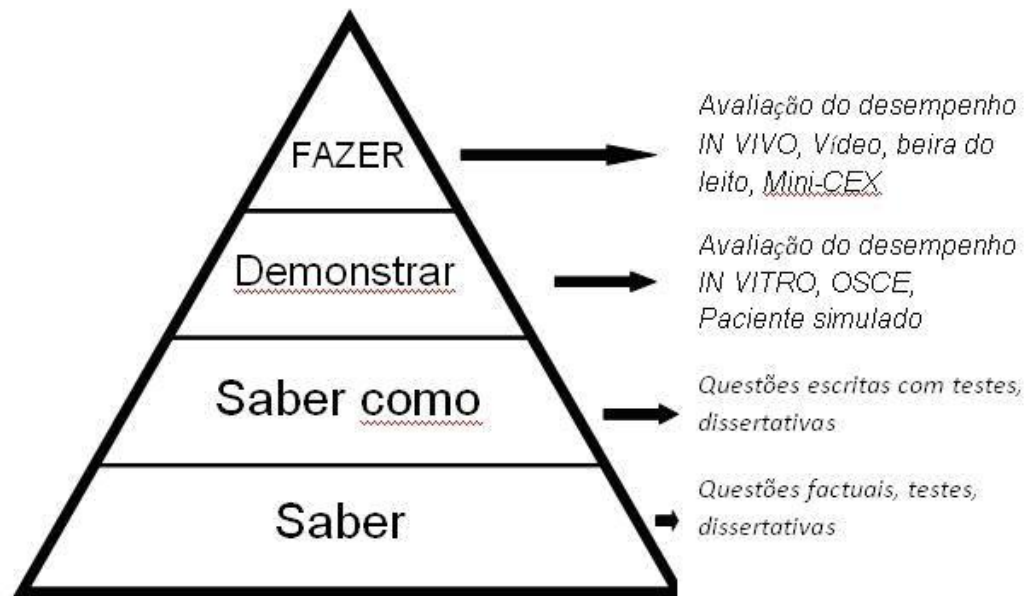 FAZER
Avaliação do desempenho
IN VIVO, Vídeo, beira do
leito, Mini-CEX
Demonstrar
Avaliação do desempenho
IN VITRO, OSCE,
Paciente simulado
Saber como
Questões escritas com testes,
dissertativas
Saber
Questões factuais, testes,
dissertativas